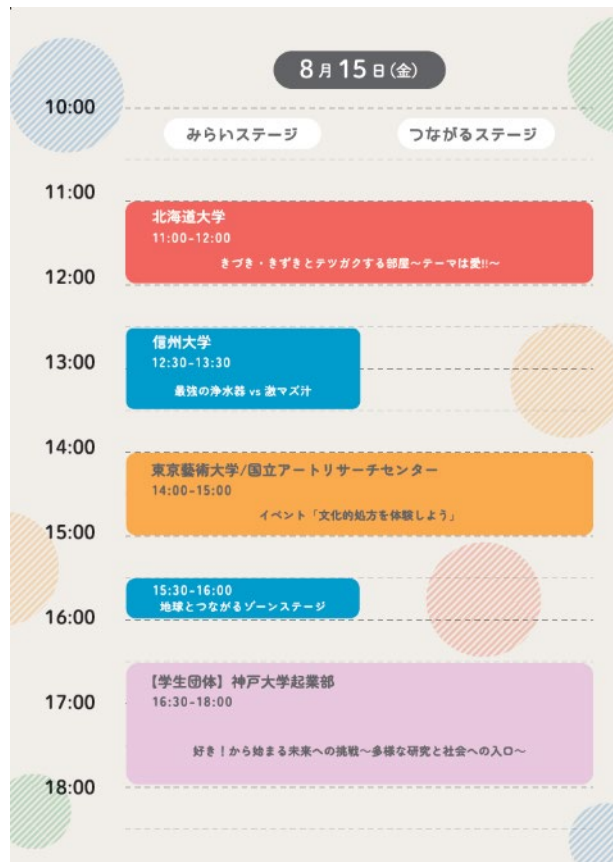 8月15日(金)
10:00
みらいステージ
つながるステージ
11:00
北海道大学
11:00-12:00
きづき・きずきとテツガクする部屋～テーマは愛!!～
12:00
信州大学
12:30-13:30
13:00
最強の浄水器 vs 激マズ汁
14:00
東京藝術大学/国立アートリサーチセンター
14:00-15:00
イベント「文化的処方を体験しよう」
15:00
15:30-16:00
地球とつながるゾーンステージ
16:00
【学生団体】神戸大学起業部
16:30-18:00
17:00
好き！から始まる未来への挑戦～多様な研究と社会への入口～
18:00